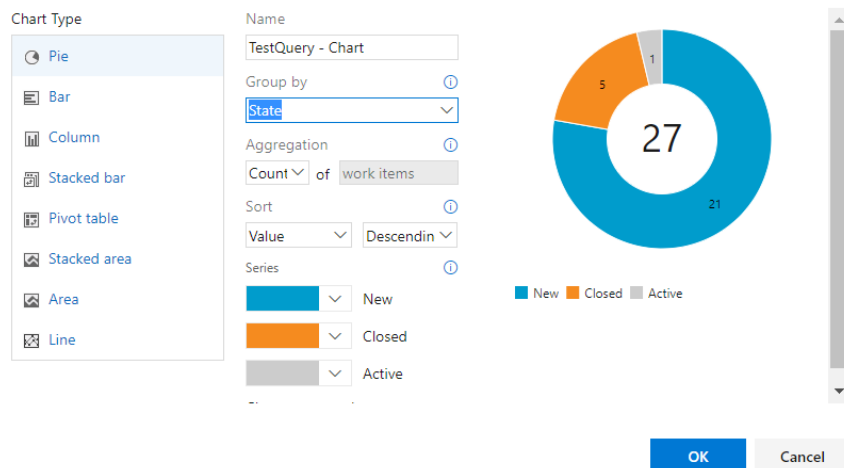 Chart Type
Pie
Bar
Column
Stacked bar
Pivot table
Stacked area
Area
Line
Name
TestQuery - Chart
Group by
State
Aggregation
Count of work items
Sort
Value Descendin
Series
New
Closed
Active
1
5
27
21
New Closed Active
OK Cancel